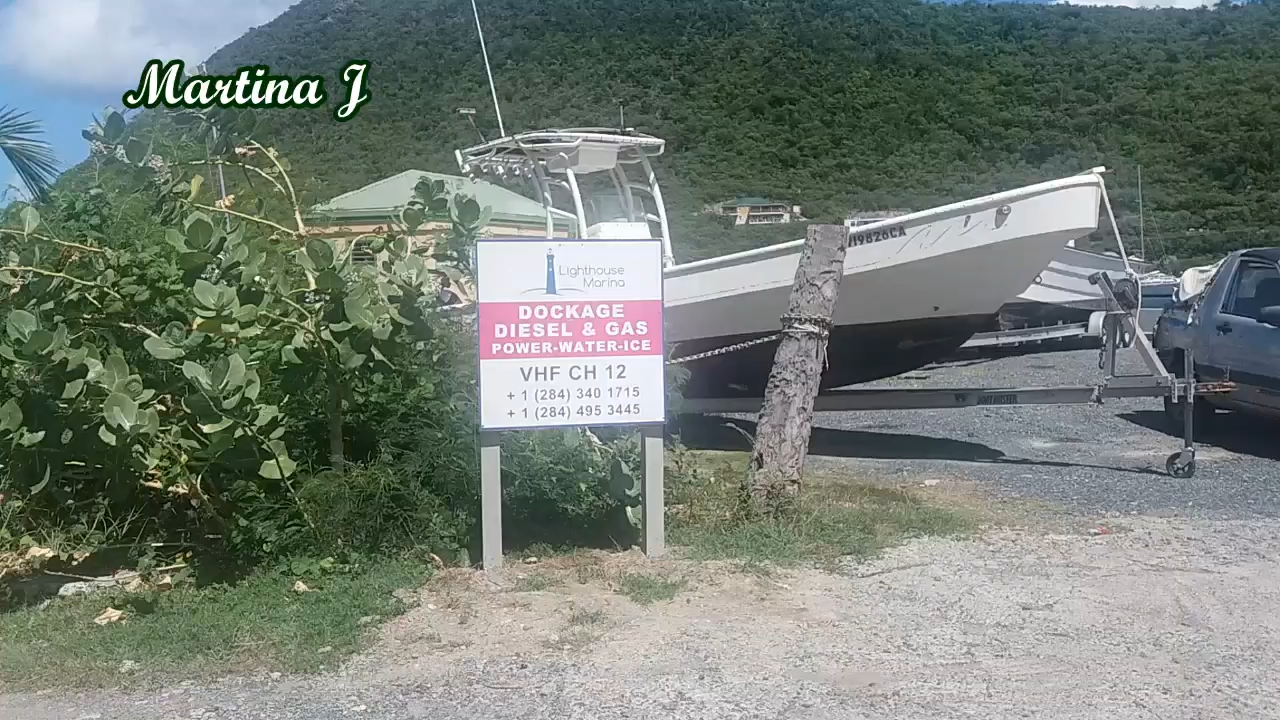 Martina J
Lighthouse
Marina
DOCKAGE
DIESEL & GAS
POWER-WATER-ICE
VHF CH 12
+ 1 (284) 340 1715
+ 1 (284) 495 3445